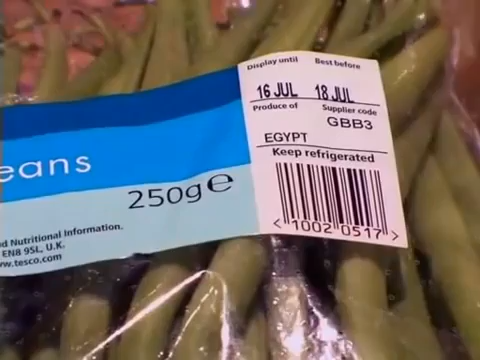 Display until Best before
16 JUL 18 JUL
Produce of Supplier code
GBB3
EGYPT
Keep refrigerated
<1002 0517>
eans
250g e
d Nutritional Information.
EN8 9SL, U.K.
ww.tesco.com